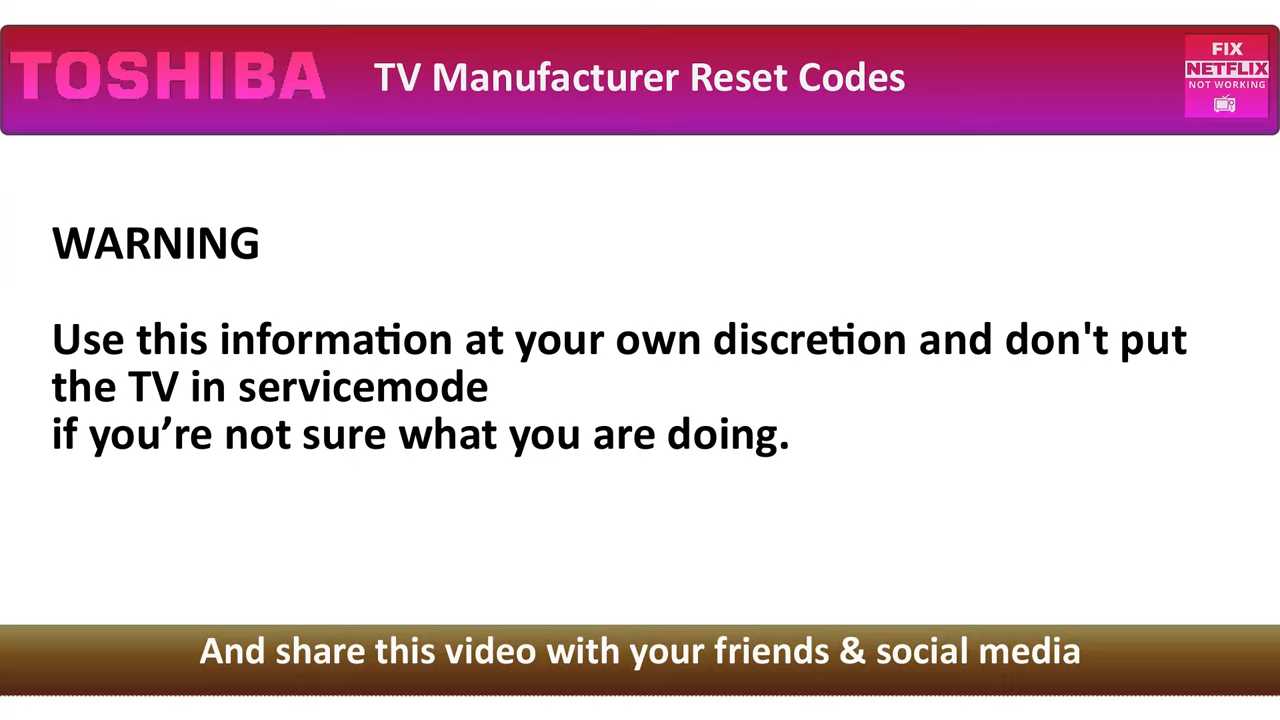 TOSHIBA
TV Manufacturer Reset Codes
FIX
NETFLIX
NOT WORKING
WARNING
Use this information at your own discretion and don't put
the TV in servicemode
if you’re not sure what you are doing.
And share this video with your friends & social media